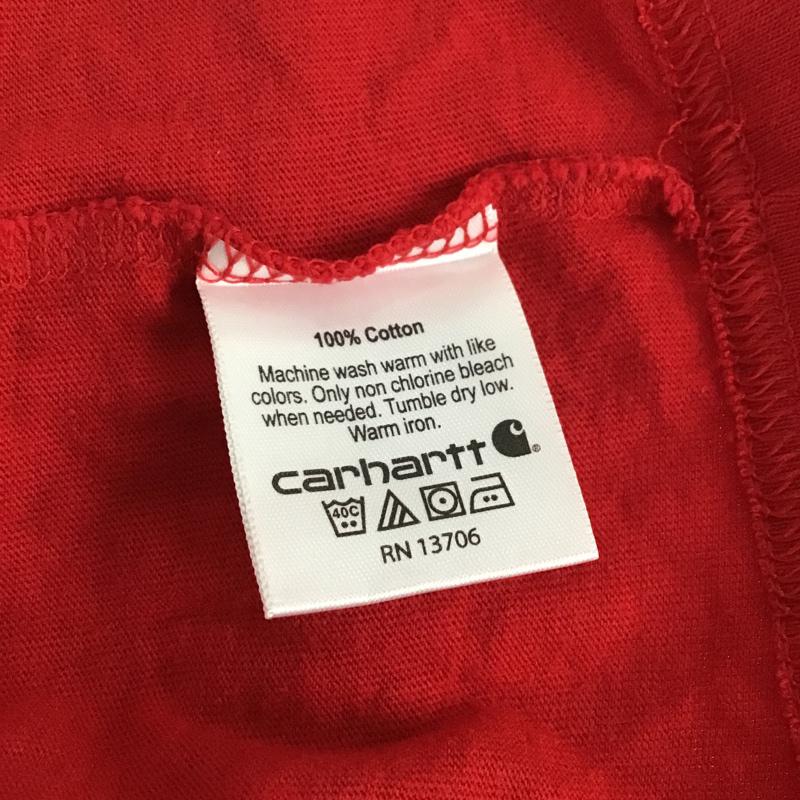 100% Cotton
Machine wash warm with like
colors. Only non chlorine bleach
when needed. Tumble dry low.
Warm iron.
carhartt ®
40C
RN 13706